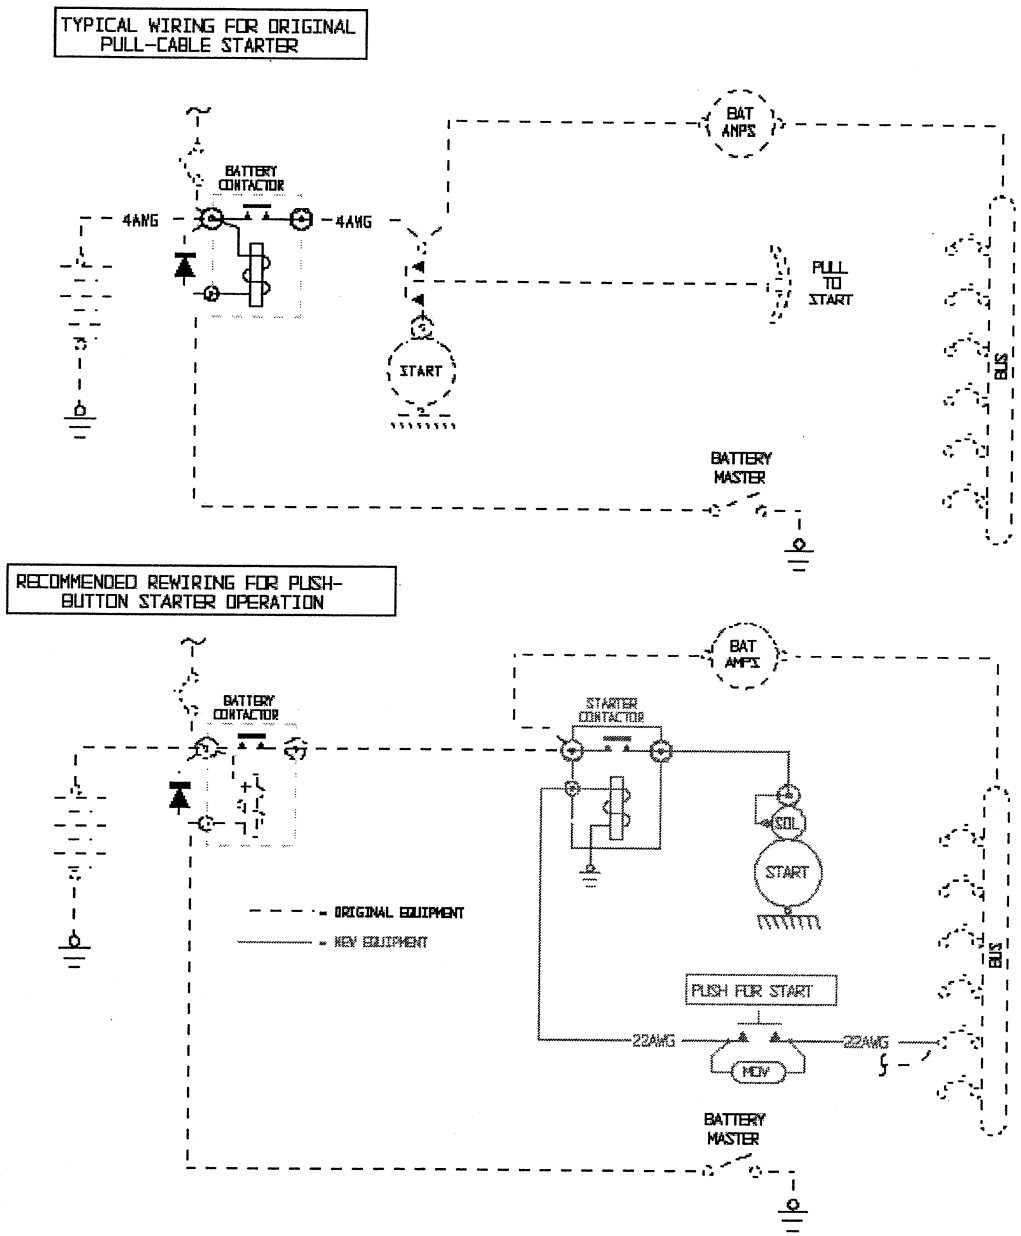 TYPICAL WIRING FOR ORIGINAL
PULL-CABLE STARTER
BAT
AMPS
BATTERY
CONTACTOR
4AWG
4AWG
PULL
TO
START
START
BUS
BATTERY
MASTER
RECOMMENDED REWIRING FOR PUSH-
BUTTON STARTER OPERATION
BAT
AMPS
BATTERY
CONTACTOR
STARTER
CONTACTOR
SOL
START
- ORIGINAL EQUIPMENT
- NEW EQUIPMENT
BUS
PUSH FOR START
22AWG
22AWG
MOV
BATTERY
MASTER